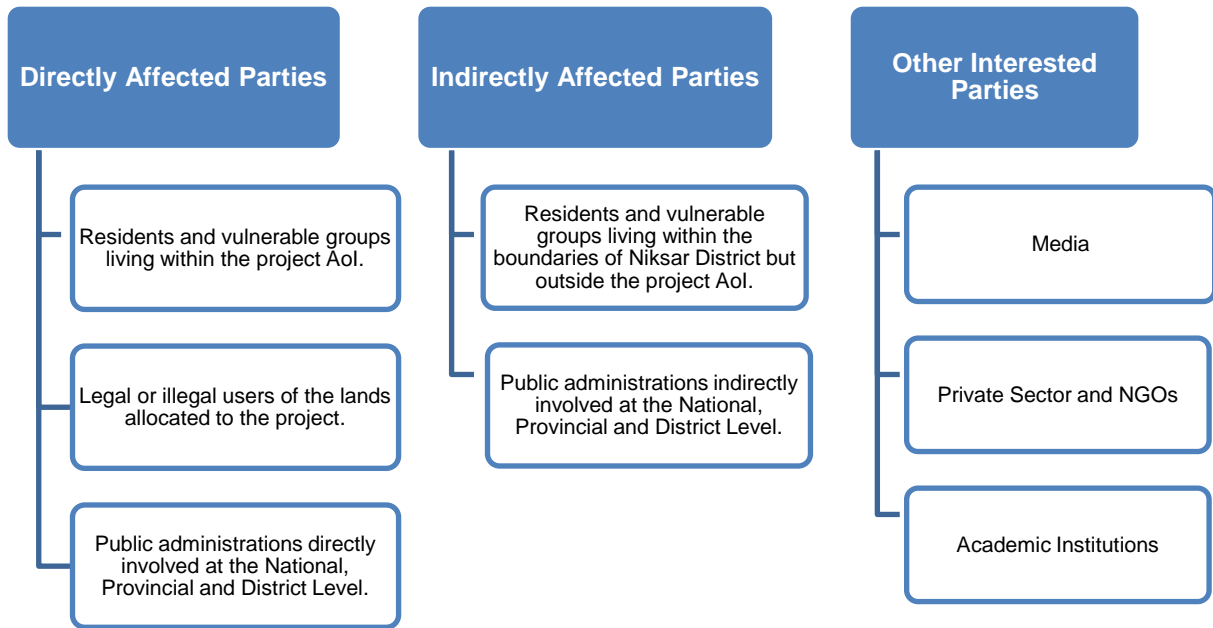 Directly Affected Parties
Residents and vulnerable groups
living within the project AoI.
Legal or illegal users of the lands
allocated to the project.
Public administrations directly
involved at the National,
Provincial and District Level.
Indirectly Affected Parties
Residents and vulnerable
groups living within the
boundaries of Niksar District but
outside the project AoI.
Public administrations indirectly
involved at the National,
Provincial and District Level.
Other Interested
Parties
Media
Private Sector and NGOs
Academic Institutions